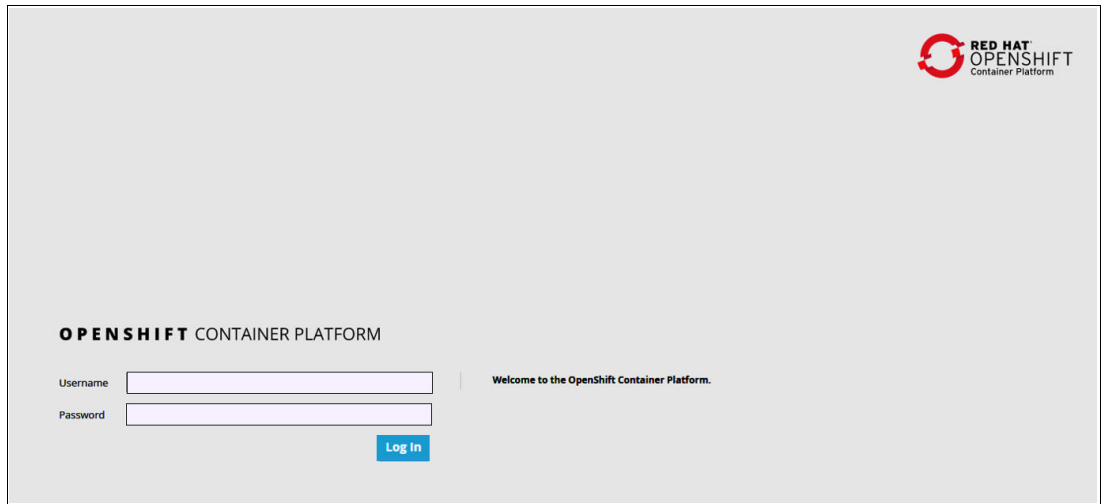 RED HAT
OPENSHIFT
Container Platform
OPENSHIFT CONTAINER PLATFORM
Username
Welcome to the OpenShift Container Platform.
Password
Log In